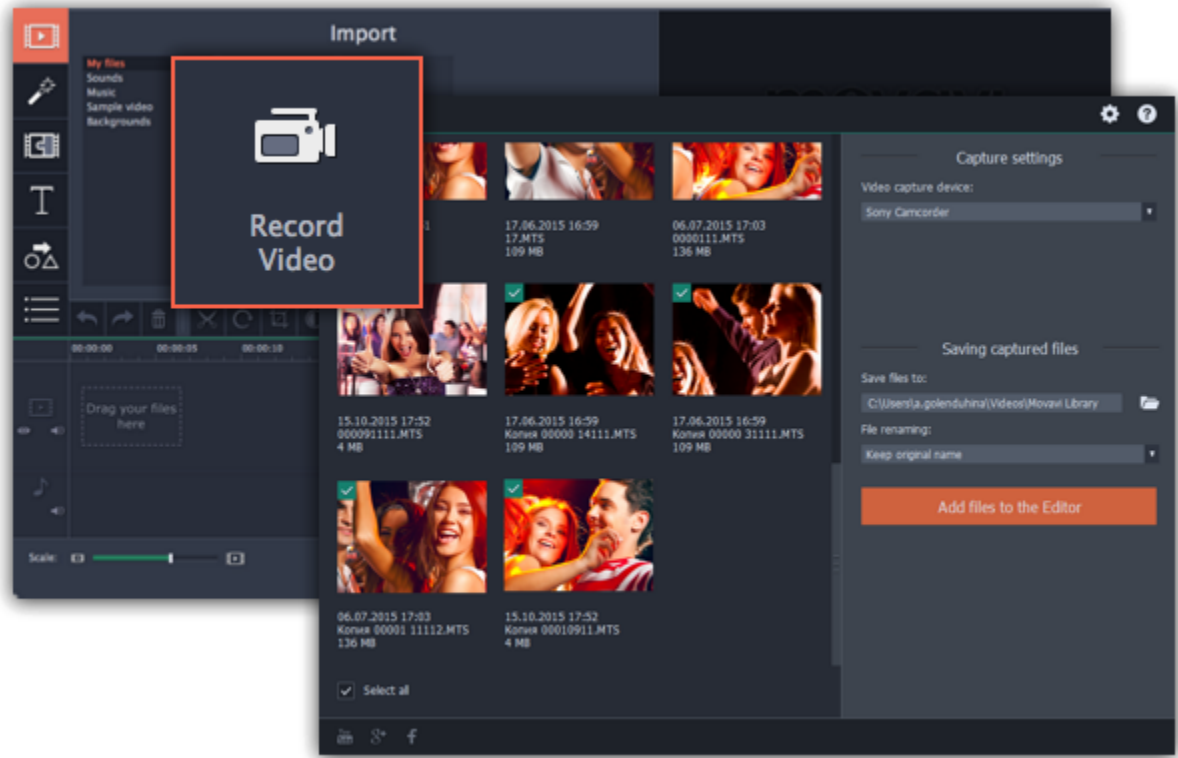 Import
My files
Sounds
Music
Sample video
Backgrounds
Record
Video
00:00:00
00:00:05
00:00:10
Drag your files
here
Scale:
17.06.2015 16:59
17.MTS
109 MB
06.07.2015 17:03
0000111.MTS
136 MB
15.10.2015 17:52
000091111.MTS
4 MB
17.06.2015 16:59
Копия 00000 14111.MTS
109 MB
17.06.2015 16:59
Копия 00000 31111.MTS
109 MB
06.07.2015 17:03
Копия 00001 11112.MTS
136 MB
15.10.2015 17:52
Копия 00010911.MTS
4 MB
Select all
Capture settings
Video capture device:
Sony Camcorder
Saving captured files
Save files to:
C:\Users\a.golenduhina\Videos\Movavi Library
File renaming:
Keep original name
Add files to the Editor